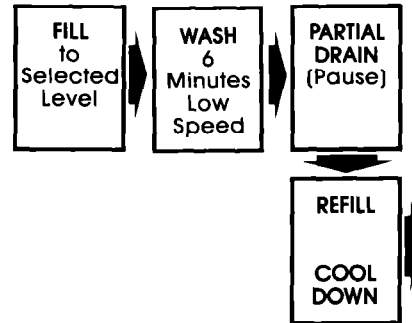 FILL
to
Selected
Level
WASH
6
Minutes
Low
Speed
PARTIAL
DRAIN
(Pause)
REFILL
COOL
DOWN